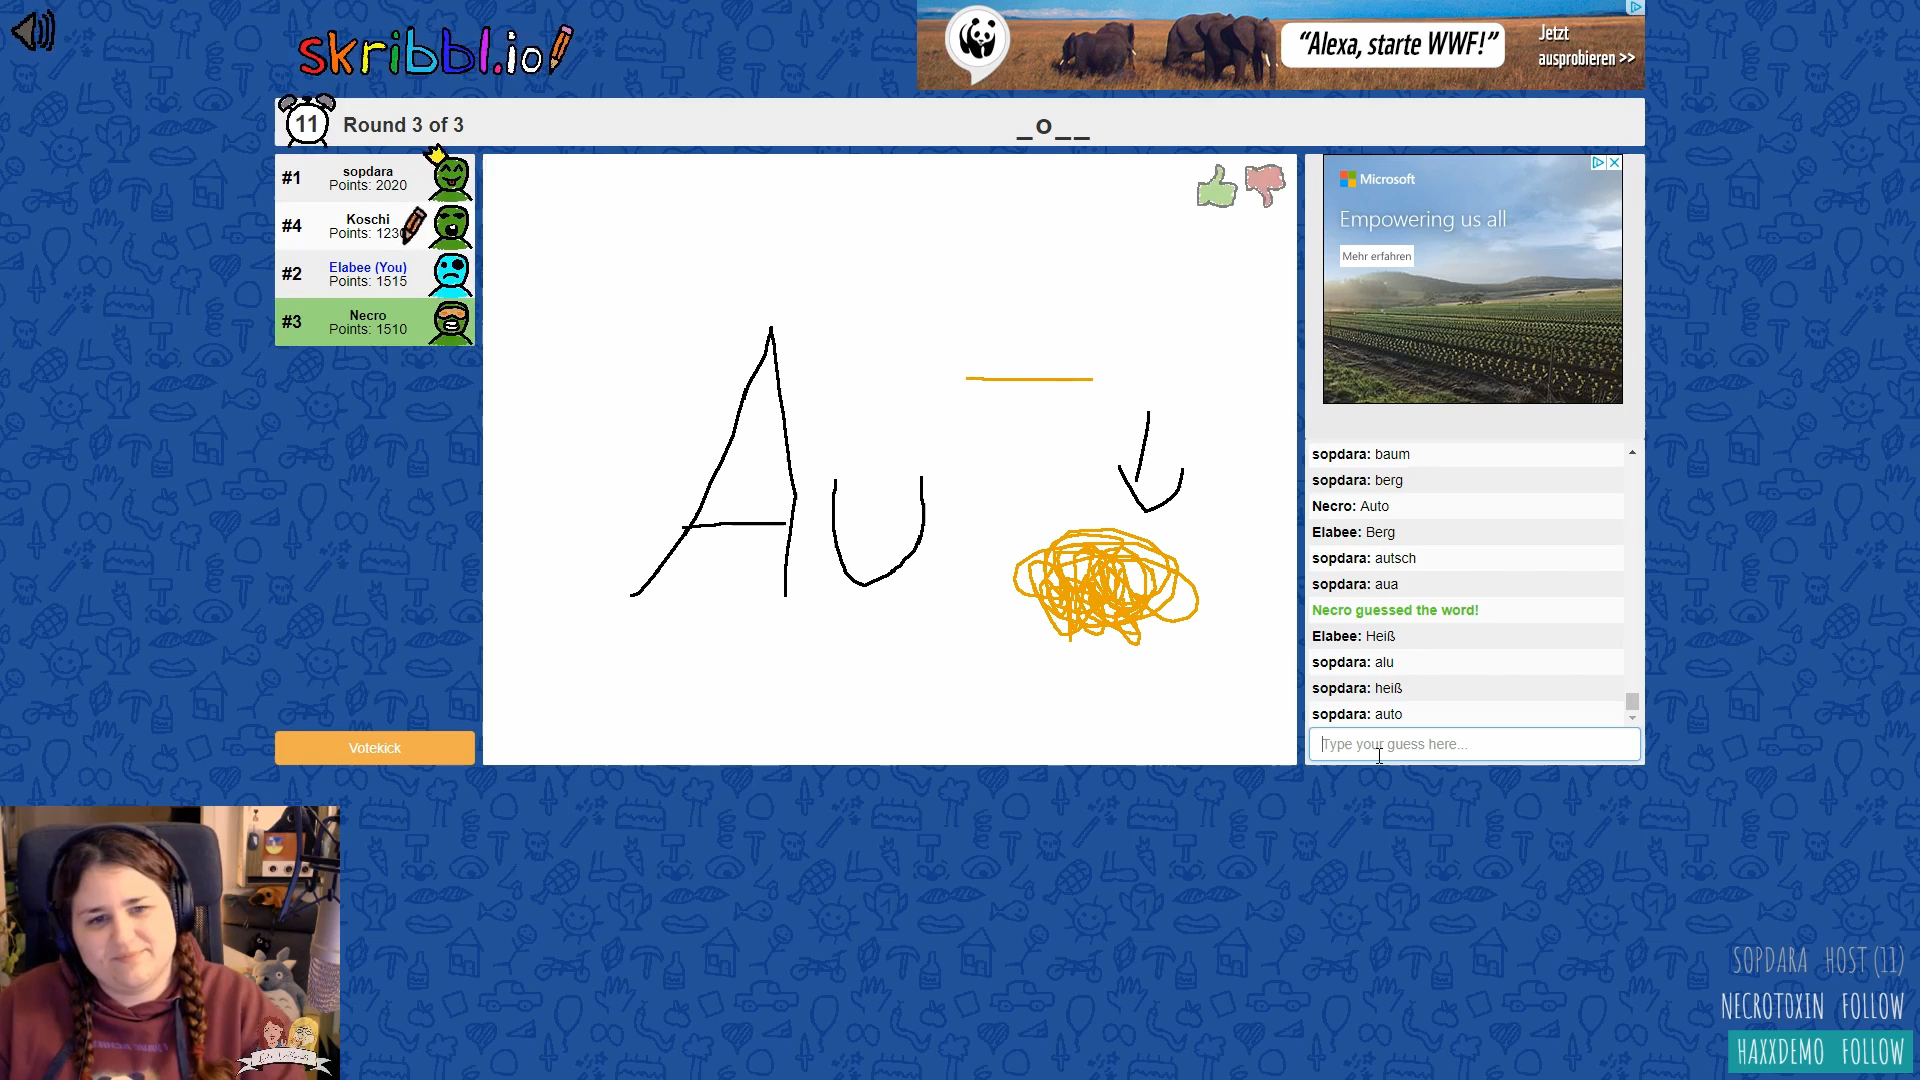 skribbl.io
"Alexa, starte WWF!"
Jetzt
ausprobieren >>
11
Round 3 of 3
_o__
#1
sopdara
Points: 2020
#4
Koschi
Points: 1230
#2
Elabee (You)
Points: 1515
#3
Necro
Points: 1510
Votekick
AU
Microsoft
Empowering us all
Mehr erfahren
sopdara: baum
sopdara: berg
Necro: Auto
Elabee: Berg
sopdara: autsch
sopdara: aua
Necro guessed the word!
Elabee: Heiß
sopdara: alu
sopdara: heiß
sopdara: auto
Type your guess here...
SOPDARA HOST (11)
NECROTOXIN FOLLOW
HAXXDEMO FOLLOW